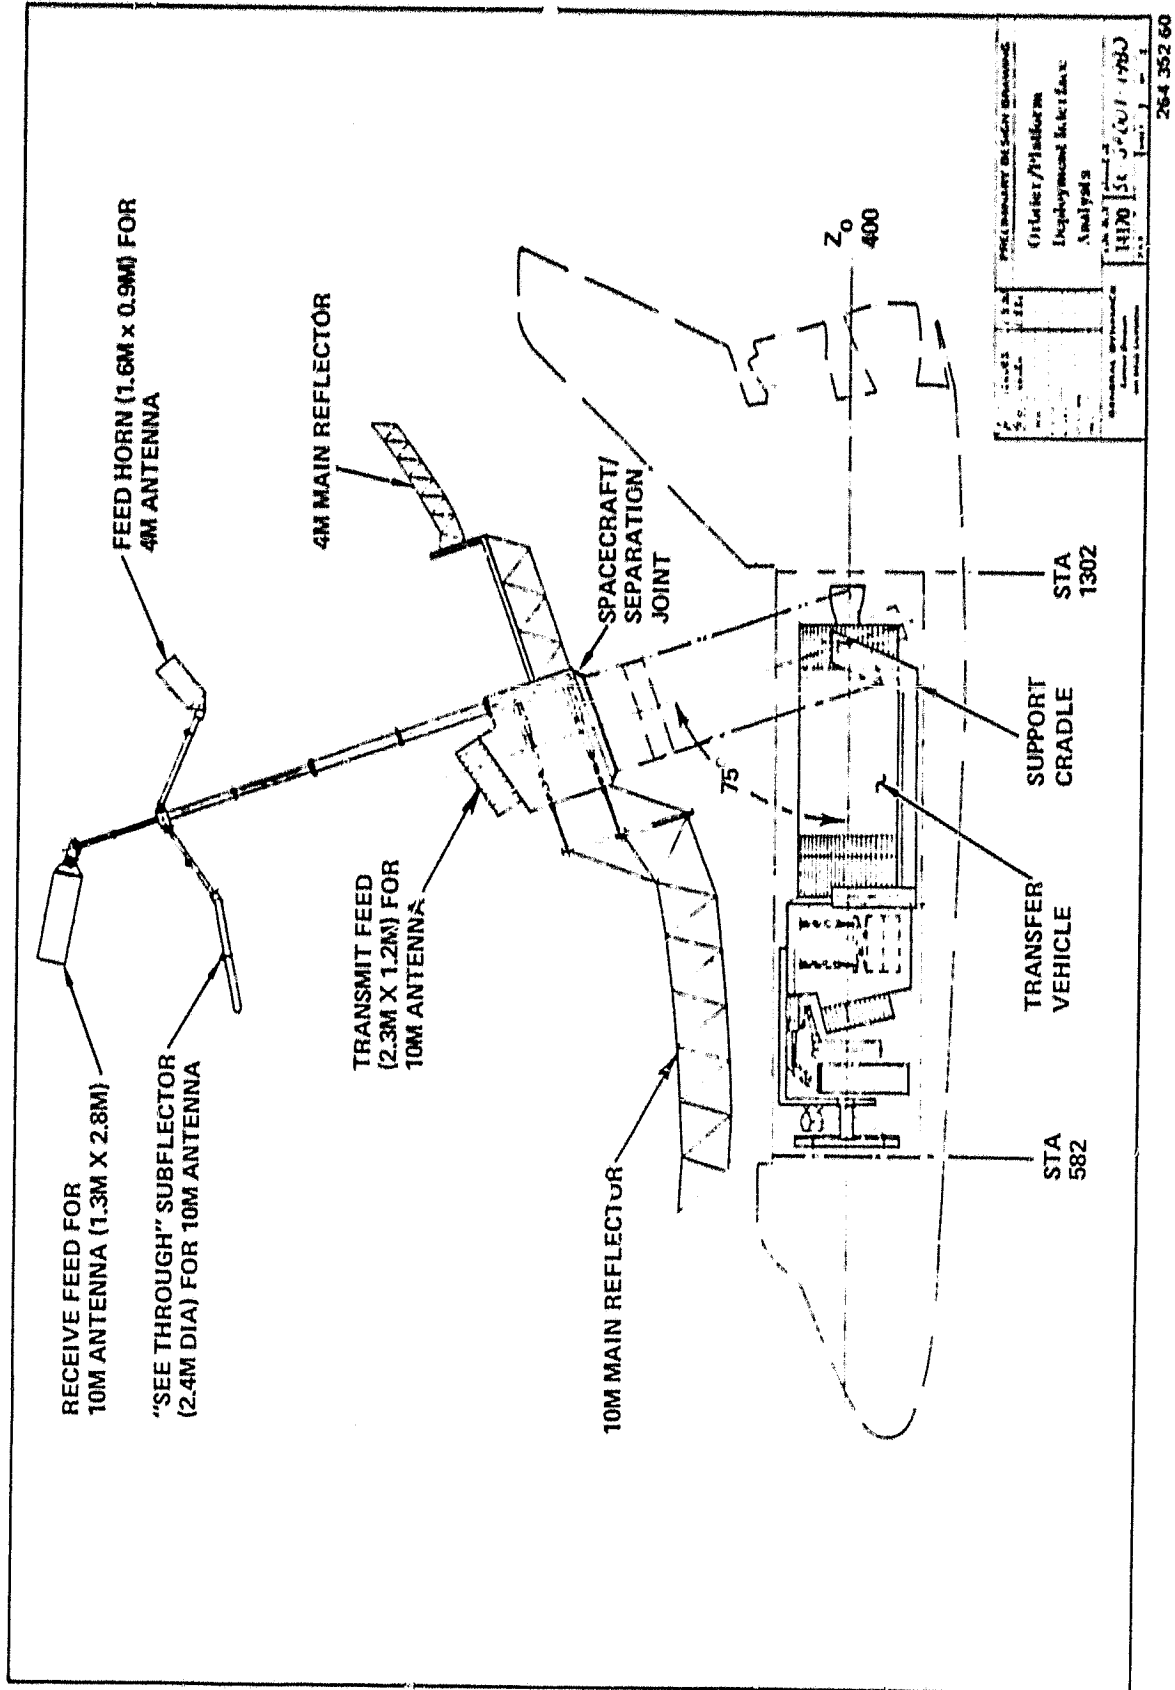 RECEIVE FEED FOR
10M ANTENNA (1.3M X 2.8M)
"SEE THROUGH" SUBFLECTOR
(2.4M DIA) FOR 10M ANTENNA
FEED HORN (1.6M x 0.9M) FOR
4M ANTENNA
4M MAIN REFLECTOR
TRANSMIT FEED
(2.3M X 1.2M) FOR
10M ANTENNA
SPACECRAFT/
SEPARATION
JOINT
10M MAIN REFLECTOR
75
Z₀
400
STA
582
TRANSFER
VEHICLE
SUPPORT
CRADLE
STA
1302
PRELIMINARY DESIGN DRAWING
Orbiter/Platform
Deployment Interface
Analysis
GENERAL DYNAMICS
14170
264 352 60